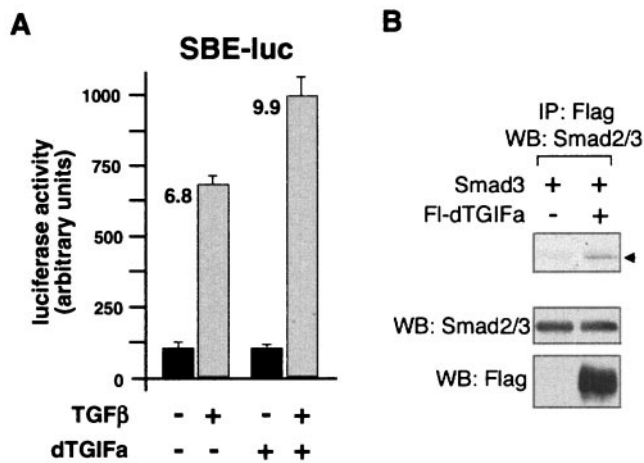 A
SBE-luc
luciferase activity
(arbitrary units)
1000
750
500
250
0
6.8
9.9
TGFβ - + - +
dTGIFa - - + +
B
IP: Flag
WB: Smad2/3
Smad3 + +
Fl-dTGIFa - +
WB: Smad2/3
WB: Flag